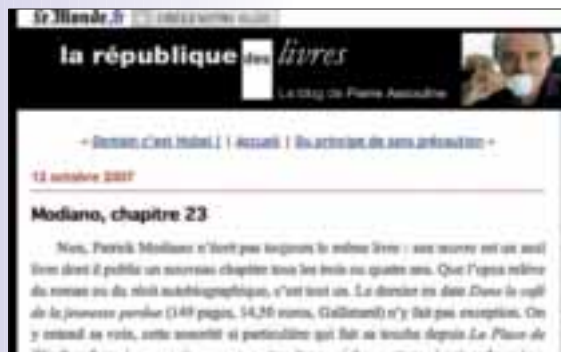 Le Monde.fr
la république des livres
Le blog de Pierre Assouline
« Demain c'est Nobel ! | Accueil | Du principe de sans précaution »
12 octobre 2007
Modiano, chapitre 23
Non, Patrick Modiano n'écrit pas toujours le même livre : son œuvre est un seul
livre dont il publie un nouveau chapitre tous les trois ou quatre ans. Que l'opus relève
du roman ou du récit autobiographique, c'est tout un. Le dernier en date Dans le café
de la jeunesse perdue (149 pages, 14,50 euros, Gallimard) n'y fait pas exception. On
y entend sa voix, cette sonorité si particulière qui fait sa touche depuis La Place de